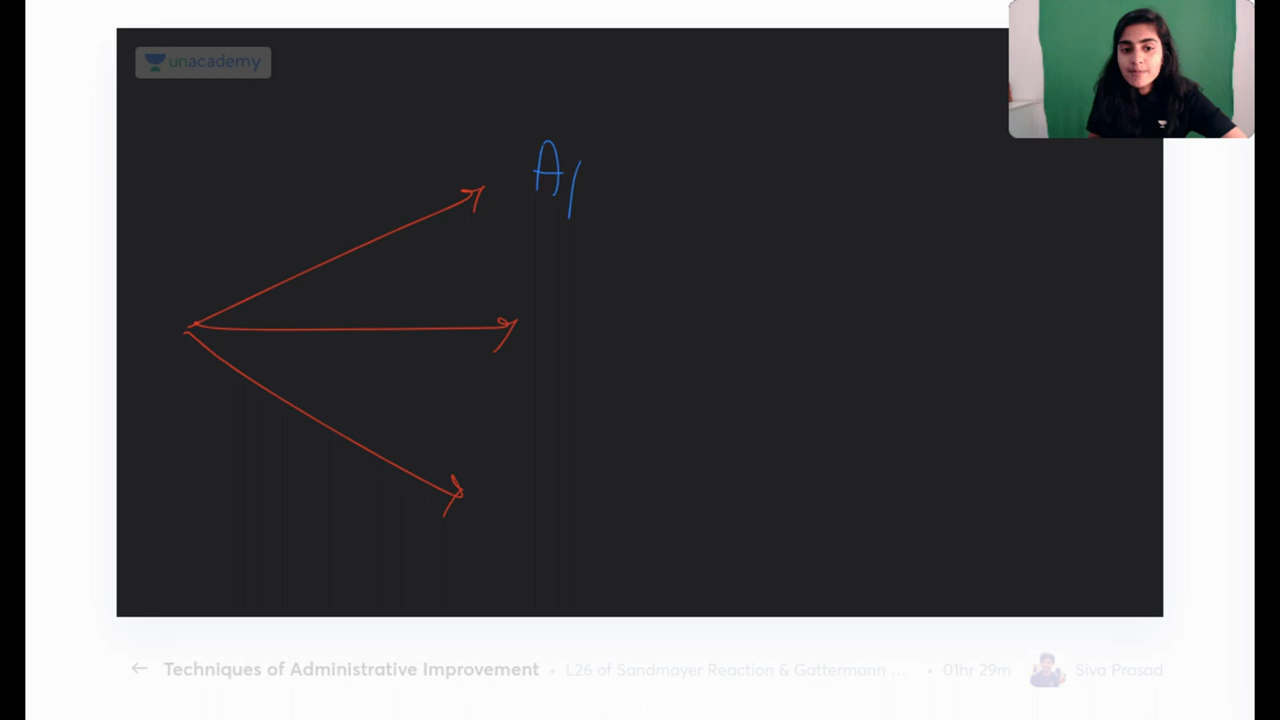 unacademy
A
Techniques of Administrative Improvement • L26 of Sandmayer Reaction & Gattermann ... • 01hr 29m Siva Prasad